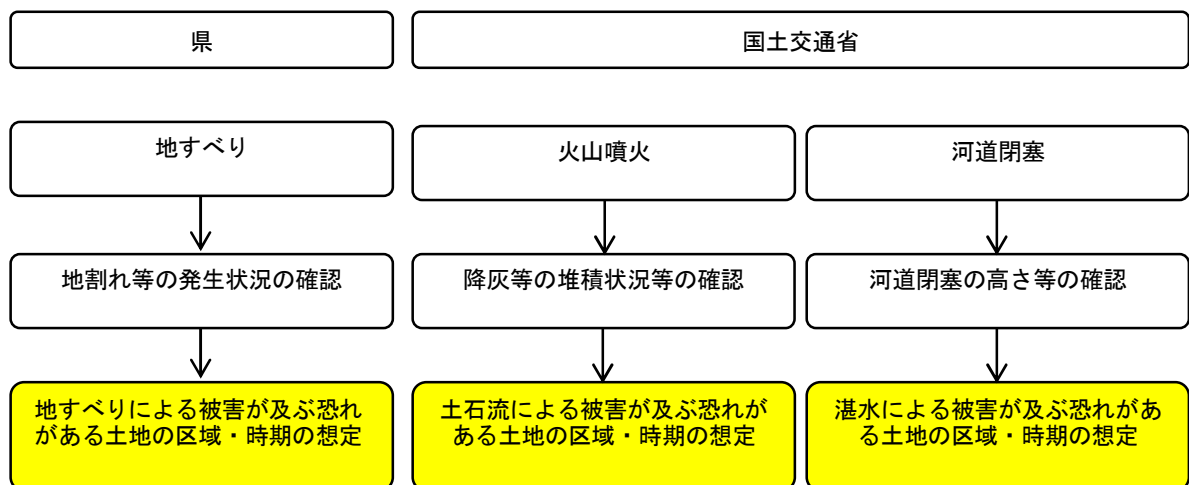 県
国土交通省
地すべり
火山噴火
河道閉塞
地割れ等の発生状況の確認
降灰等の堆積状況等の確認
河道閉塞の高さ等の確認
地すべりによる被害が及ぶ恐れ
がある土地の区域・時期の想定
土石流による被害が及ぶ恐れが
ある土地の区域・時期の想定
湛水による被害が及ぶ恐れがあ
る土地の区域・時期の想定